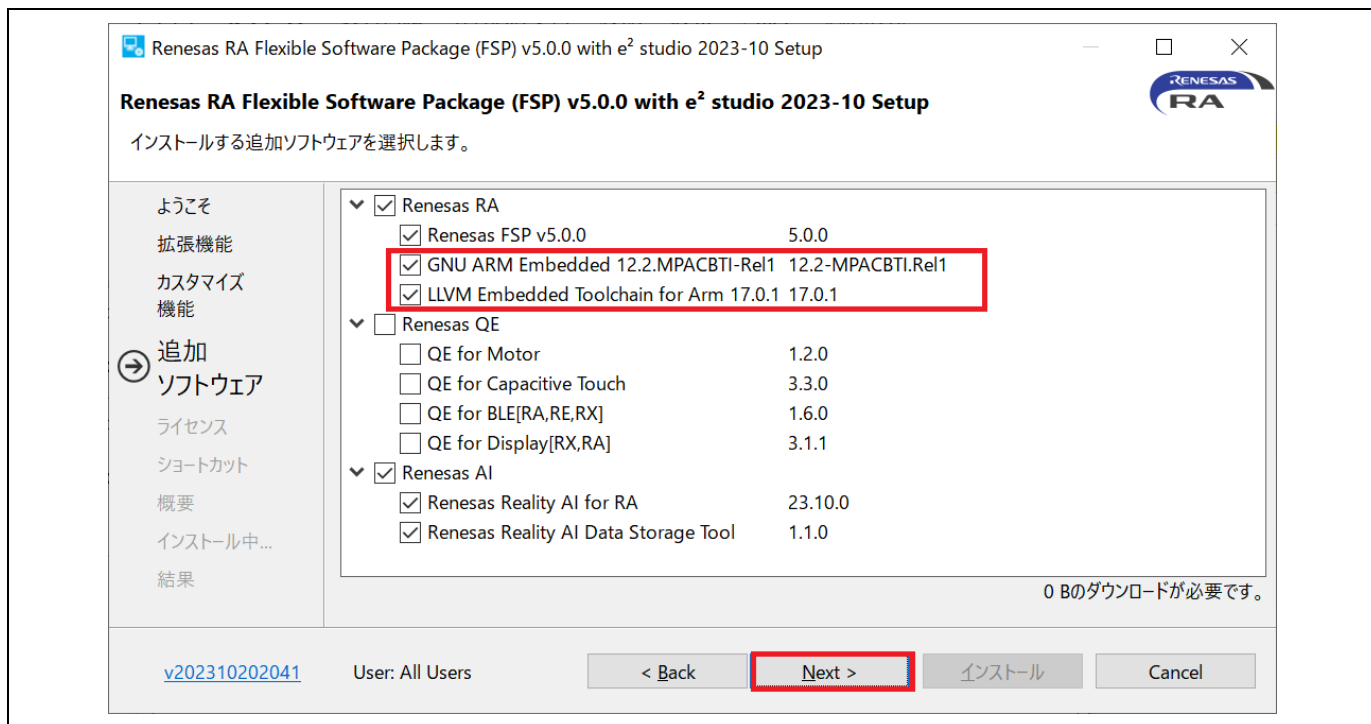 Renesas RA Flexible Software Package (FSP) v5.0.0 with e² studio 2023-10 Setup
RENESAS
RA
Renesas RA Flexible Software Package (FSP) v5.0.0 with e² studio 2023-10 Setup
インストールする追加ソフトウェアを選択します。
ようこそ
拡張機能
カスタマイズ
機能
追加
ソフトウェア
ライセンス
ショートカット
概要
インストール中...
結果
Renesas RA
Renesas FSP v5.0.0 5.0.0
GNU ARM Embedded 12.2.MPACBTI-Rel1 12.2-MPACBTI.Rel1
LLVM Embedded Toolchain for Arm 17.0.1 17.0.1
Renesas QE
QE for Motor 1.2.0
QE for Capacitive Touch 3.3.0
QE for BLE[RA,RE,RX] 1.6.0
QE for Display[RX,RA] 3.1.1
Renesas AI
Renesas Reality AI for RA 23.10.0
Renesas Reality AI Data Storage Tool 1.1.0
0 Bのダウンロードが必要です。
v202310202041 User: All Users < Back Next > インストール Cancel